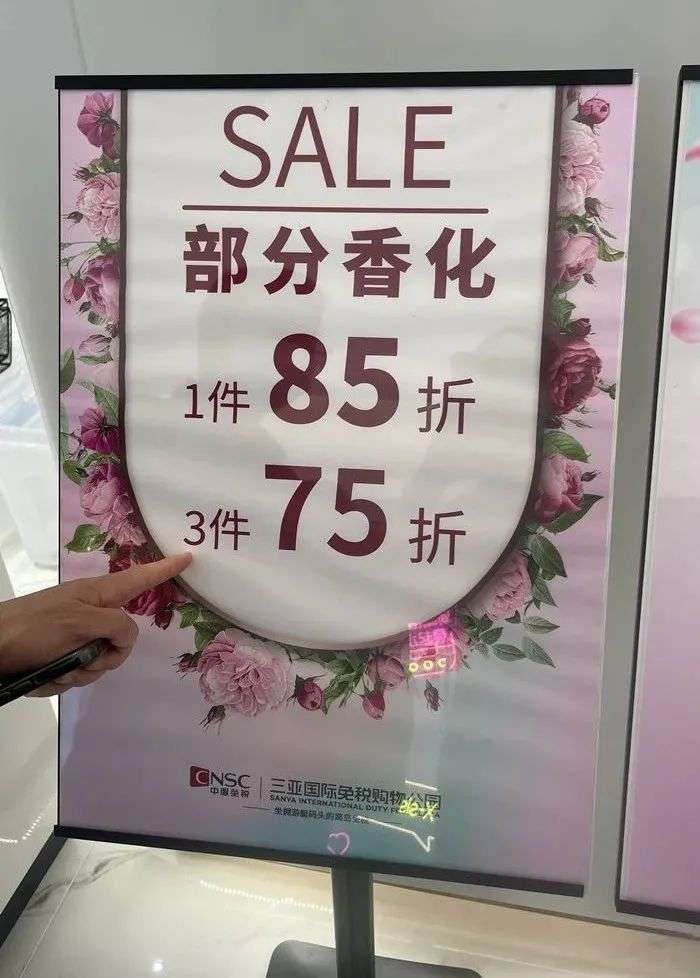 SALE
部分香化
1件 85 折
3件 75 折
CNSC
中服免税
三亚国际免税购物公园
SANYA INTERNATIONAL DUTY